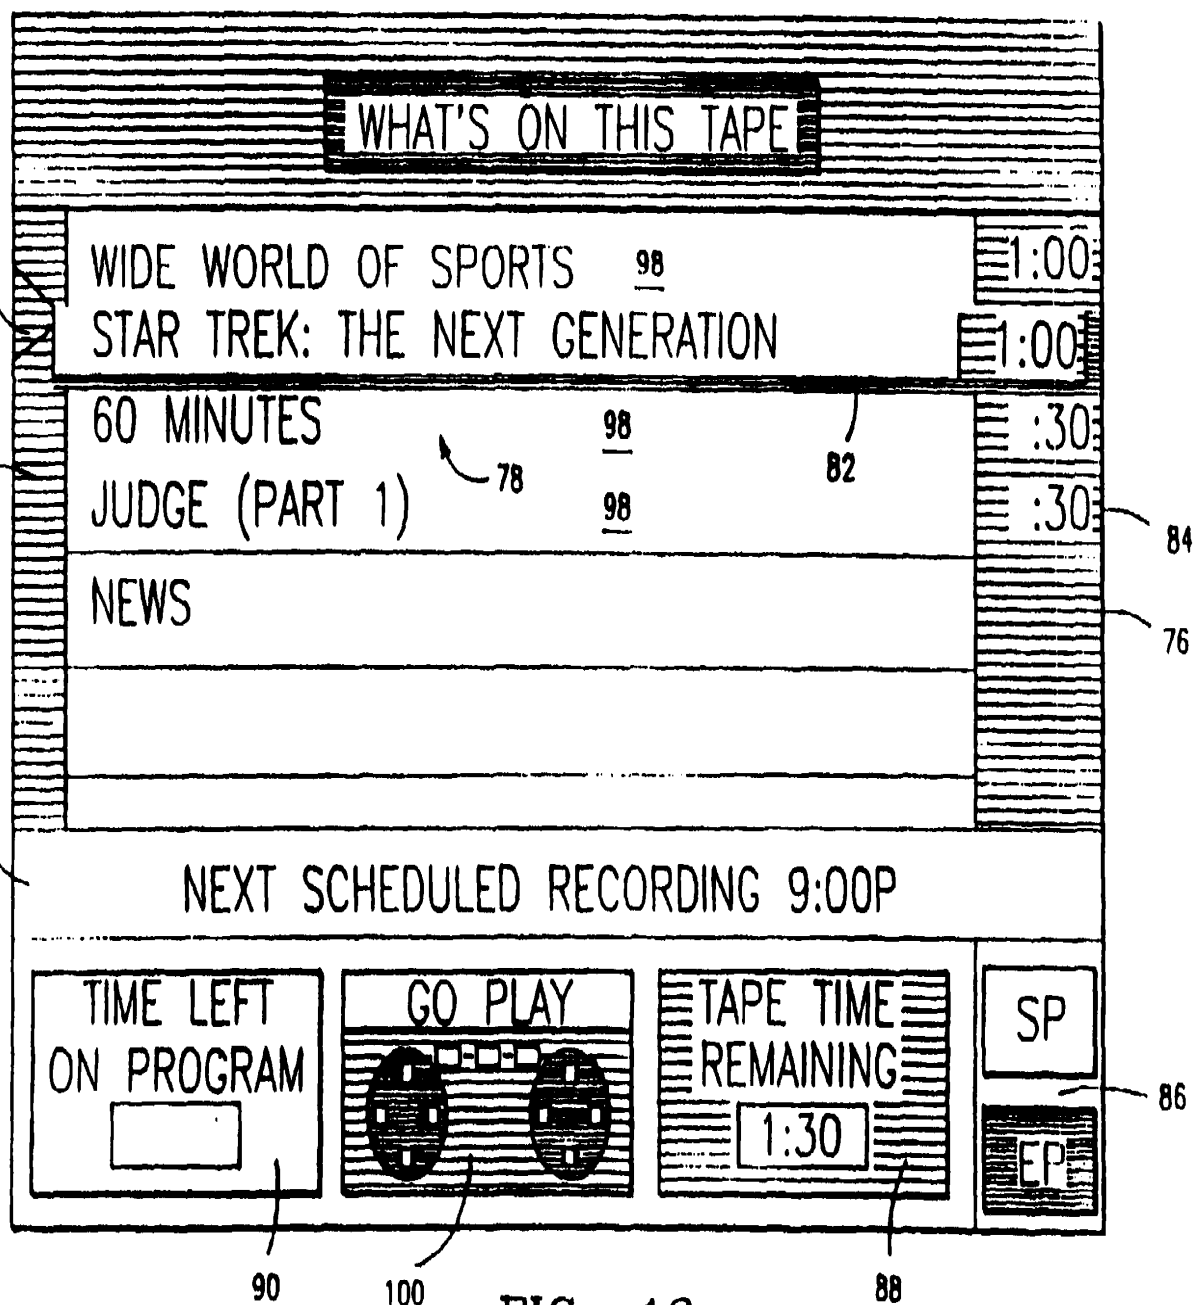 WHAT'S ON THIS TAPE
WIDE WORLD OF SPORTS 98 1:00
STAR TREK: THE NEXT GENERATION 1:00
60 MINUTES 98 :30
78 82
JUDGE (PART 1) 98 :30
84
NEWS
76
NEXT SCHEDULED RECORDING 9:00P
TIME LEFT
ON PROGRAM
GO PLAY
TAPE TIME
REMAINING
1:30
SP
86
EP
90 100 88